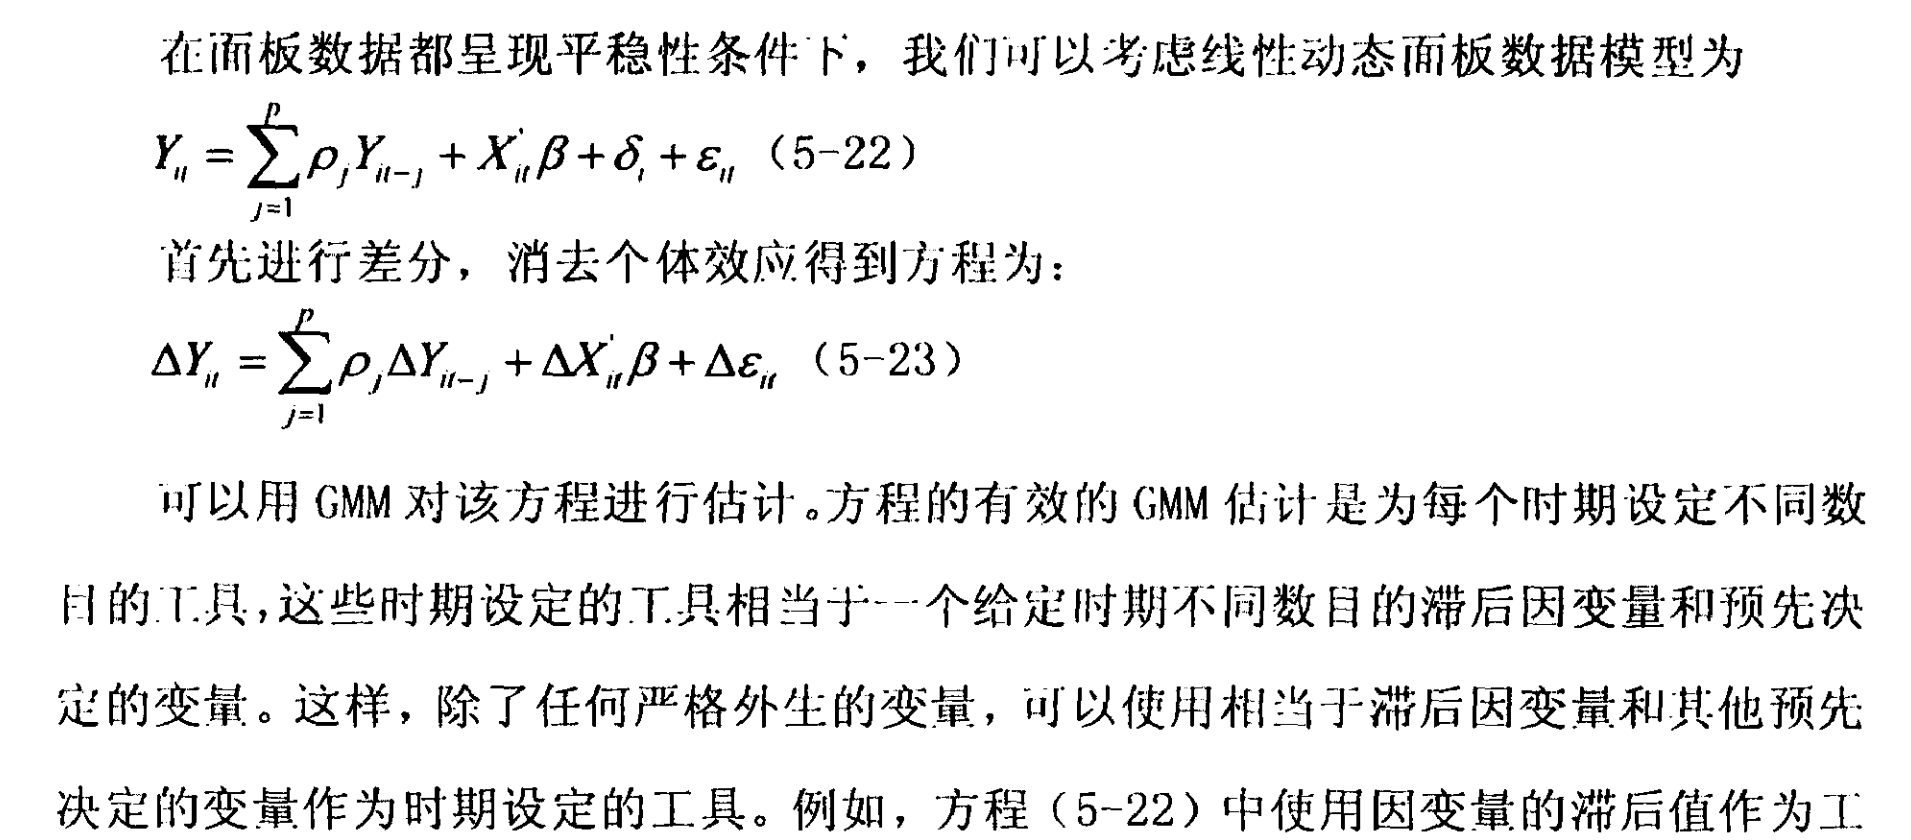 在面板数据都呈现平稳性条件下，我们可以考虑线性动态面板数据模型为
$Y_{it} = \sum_{j=1}^{p} \rho_j Y_{it-j} + X_{it}^{'} \beta + \delta_i + \varepsilon_{it}$（5-22）
首先进行差分，消去个体效应得到方程为：
$\Delta Y_{it} = \sum_{j=1}^{p} \rho_j \Delta Y_{it-j} + \Delta X_{it}^{'} \beta + \Delta \varepsilon_{it}$（5-23）
可以用 GMM 对该方程进行估计。方程的有效的 GMM 估计是为每个时期设定不同数
目的工具，这些时期设定的工具相当于一个给定时期不同数目的滞后因变量和预先决
定的变量。这样，除了任何严格外生的变量，可以使用相当于滞后因变量和其他预先
决定的变量作为时期设定的工具。例如，方程（5-22）中使用因变量的滞后值作为工